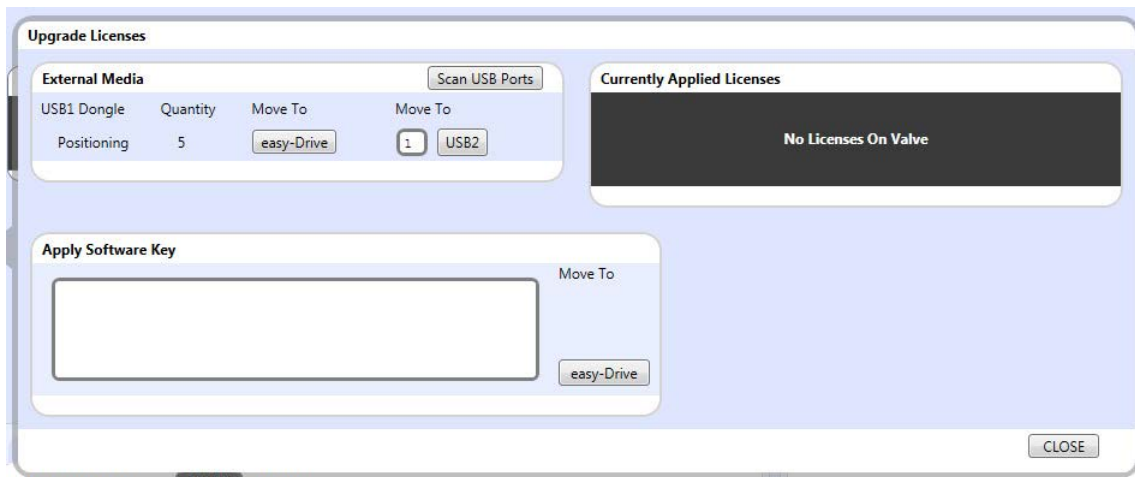 Upgrade Licenses
External Media
Scan USB Ports
USB1 Dongle Quantity Move To Move To
Positioning 5 easy-Drive 1 USB2
Currently Applied Licenses
No Licenses On Valve
Apply Software Key
Move To
easy-Drive
CLOSE